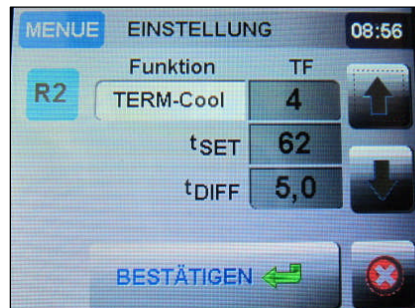 MENUE EINSTELLUNG 08:56
Funktion TF
R2 TERM-Cool 4
tSET 62
tDIFF 5,0
BESTÄTIGEN